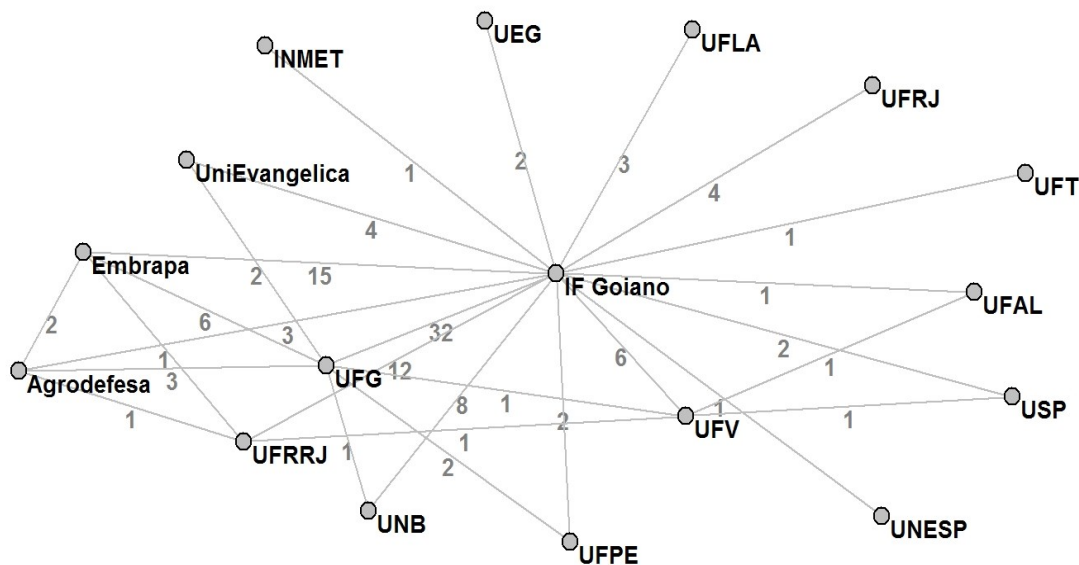 UEG
UFLA
INMET
UFRJ
UniEvangelica
2
3
1
UFT
4
4
1
Embrapa
2
15
IF Goiano
1
UFAL
2
6
3
32
6
2
1
1
3
12
Agrodefesa
UFG
8
1
2
1
1
USP
1
UFV
UFRRJ
1
1
2
UNB
UNESP
UFPE